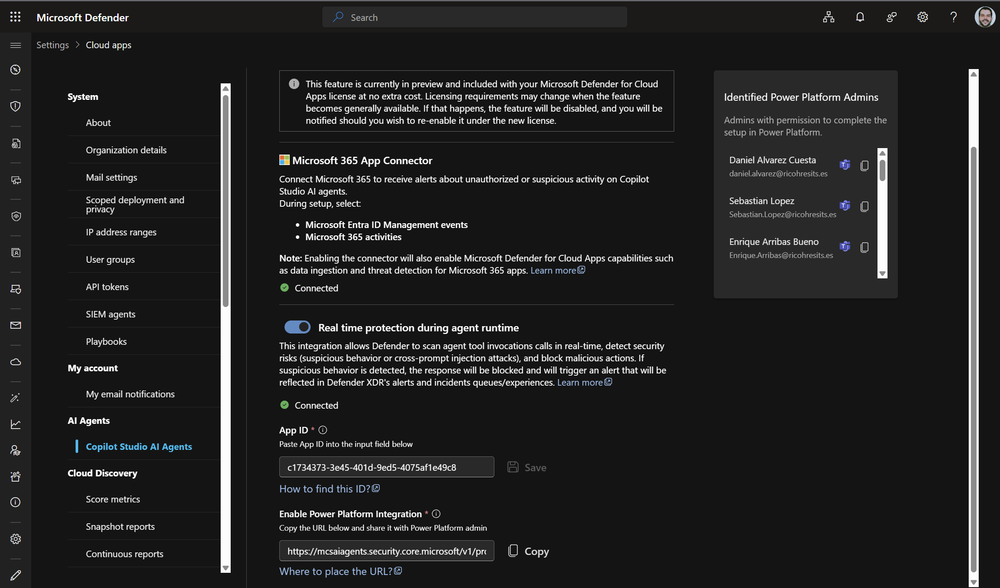 Microsoft Defender
Search
Settings
Cloud apps
System
About
Organization details
Mail settings
Scoped deployment and
privacy
IP address ranges
User groups
API tokens
SIEM agents
Playbooks
My account
My email notifications
AI Agents
Copilot Studio AI Agents
Cloud Discovery
Score metrics
Snapshot reports
Continuous reports
This feature is currently in preview and included with your Microsoft Defender for Cloud
Apps license at no extra cost. Licensing requirements may change when the feature
becomes generally available. If that happens, the feature will be disabled, and you will be
notified should you wish to re-enable it under the new license.
Microsoft 365 App Connector
Connect Microsoft 365 to receive alerts about unauthorized or suspicious activity on Copilot
Studio AI agents.
During setup, select:
• Microsoft Entra ID Management events
• Microsoft 365 activities
Note: Enabling the connector will also enable Microsoft Defender for Cloud Apps capabilities such
as data ingestion and threat detection for Microsoft 365 apps. Learn more
Connected
Real time protection during agent runtime
This integration allows Defender to scan agent tool invocations calls in real-time, detect security
risks (suspicious behavior or cross-prompt injection attacks), and block malicious actions. If
suspicious behavior is detected, the response will be blocked and will trigger an alert that will be
reflected in Defender XDR's alerts and incidents queues/experiences. Learn more
Connected
App ID *
Paste App ID into the input field below
c1734373-3e45-401d-9ed5-4075af1e49c8
Save
How to find this ID?
Enable Power Platform Integration *
Copy the URL below and share it with Power Platform admin
https://mcsaiagents.security.core.microsoft/v1/pro
Copy
Where to place the URL?
Identified Power Platform Admins
Admins with permission to complete the
setup in Power Platform.
Daniel Alvarez Cuesta
daniel.alvarez@ricohresits.es
Sebastian Lopez
Sebastian.Lopez@ricohresits.es
Enrique Arribas Bueno
Enrique.Arribas@ricohresits.es